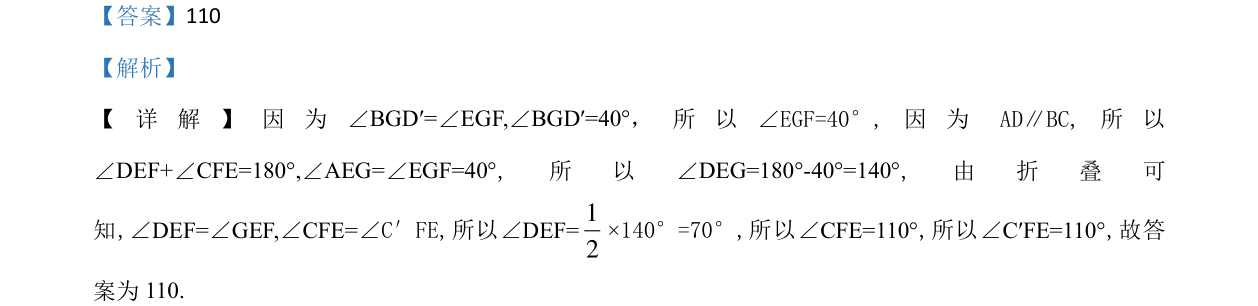 【答案】110
【解析】
【详解】因为∠BGD′=∠EGF,∠BGD′=40°，所以∠EGF=40°,因为 AD∥BC,所以
∠DEF+∠CFE=180°,∠AEG=∠EGF=40°,所以∠DEG=180°-40°=140°,由折叠可
知,∠DEF=∠GEF,∠CFE=∠C′FE,所以∠DEF=1/2×140°=70°,所以∠CFE=110°,所以∠C′FE=110°,故答
案为 110.